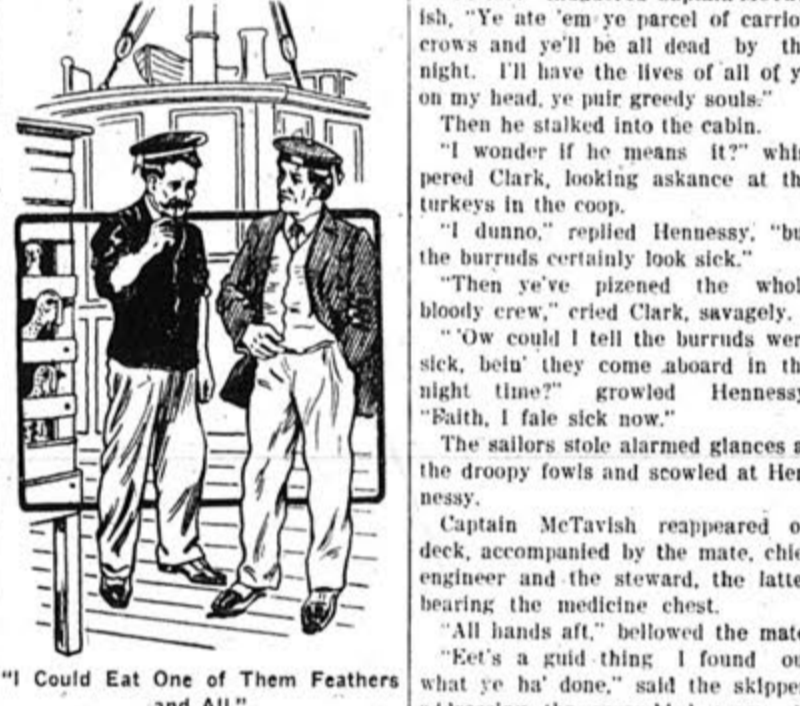 ish, "Ye ate 'em ye parcel of carrio
crows and ye'll be all dead by th
night. I'll have the lives of all of y
on my head, ye puir greedy souls."
Then he stalked into the cabin.
"I wonder if he means it?" whis
pered Clark, looking askance at th
turkeys in the coop.
"I dunno," replied Hennessy, "bu
the burruds certainly look sick."
"Then ye've pizened the whol
bloody crew," cried Clark, savagely.
" 'Ow could I tell the burruds wer
sick, bein' they come aboard in th
night time?" growled Hennessy
"Faith, I fale sick now."
The sailors stole alarmed glances a
the droopy fowls and scowled at Hen
nessy.
Captain McTavish reappeared o
deck, accompanied by the mate, chie
engineer and the steward, the latte
bearing the medicine chest.
"All hands aft," bellowed the mate
"Eet's a guid thing I found ou
what ye ha' done," said the skipper
"I Could Eat One of Them Feathers
and All"